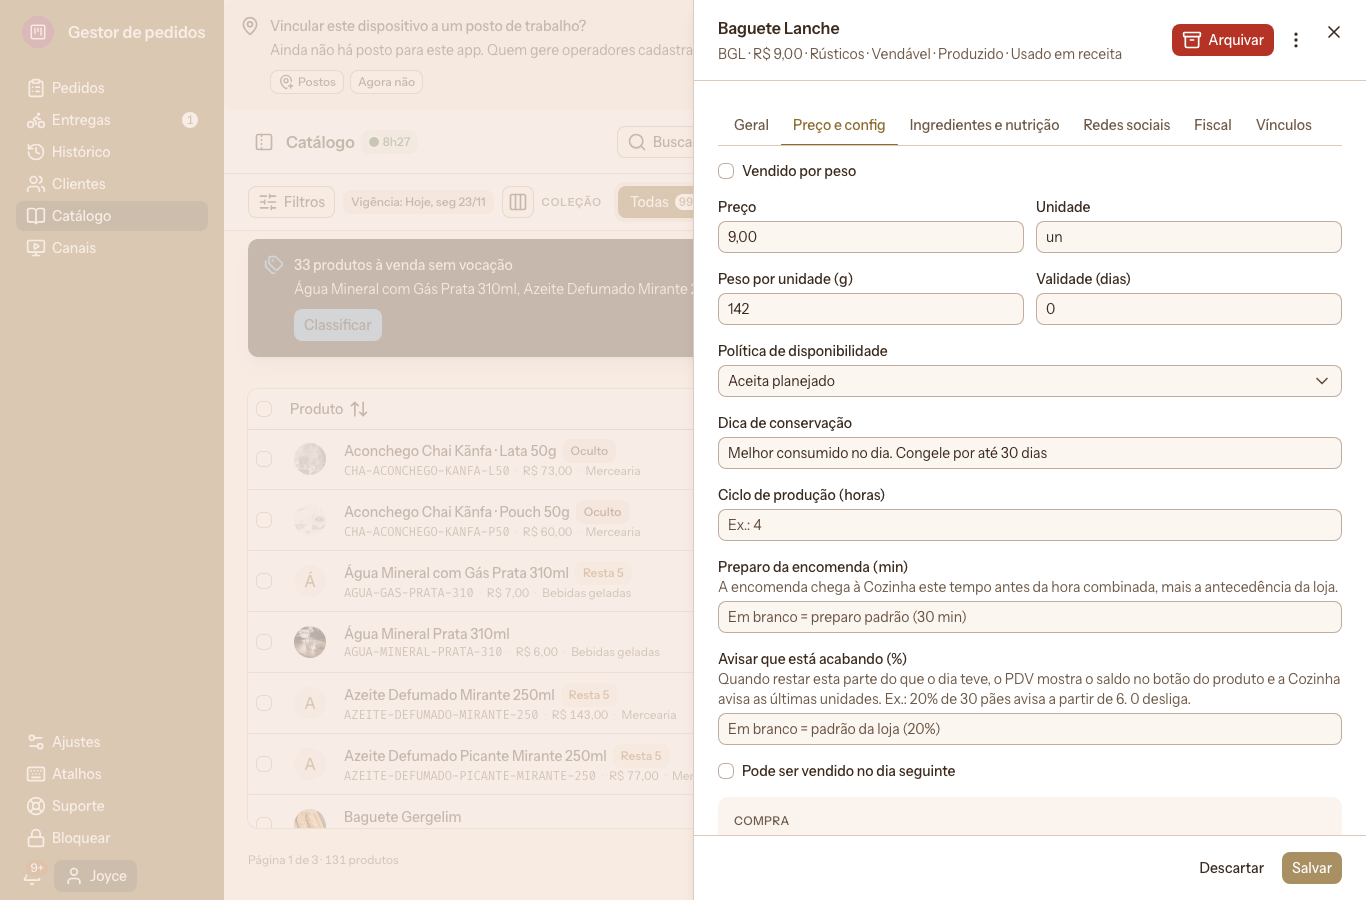 Gestor de pedidos
Pedidos
Entregas
1
Histórico
Clientes
Catálogo
Canais
Ajustes
Atalhos
Suporte
Bloquear
9+
Joyce
Vincular este dispositivo a um posto de trabalho?
Ainda não há posto para este app. Quem gere operadores cadastra
Postos
Agora não
Catálogo
8h27
Busca
Filtros
Vigência: Hoje, seg 23/11
COLEÇÃO
Todas
99
33 produtos à venda sem vocação
Água Mineral com Gás Prata 310ml, Azeite Defumado Mirante
Classificar
Produto
Aconchego Chai Kãnfa · Lata 50g
Oculto
CHA-ACONCHEGO-KANFA-L50 · R$ 73,00 · Mercearia
Aconchego Chai Kãnfa · Pouch 50g
Oculto
CHA-ACONCHEGO-KANFA-P50 · R$ 60,00 · Mercearia
Á
Água Mineral com Gás Prata 310ml
Resta 5
AGUA-GAS-PRATA-310 · R$ 7,00 · Bebidas geladas
Água Mineral Prata 310ml
AGUA-MINERAL-PRATA-310 · R$ 6,00 · Bebidas geladas
A
Azeite Defumado Mirante 250ml
Resta 5
AZEITE-DEFUMADO-MIRANTE-250 · R$ 143,00 · Mercearia
A
Azeite Defumado Picante Mirante 250ml
Resta 5
AZEITE-DEFUMADO-PICANTE-MIRANTE-250 · R$ 77,00 · Mer
Baguete Gergelim
Página 1 de 3 · 131 produtos
Baguete Lanche
BGL · R$ 9,00 · Rústicos · Vendável · Produzido · Usado em receita
Arquivar
Geral
Preço e config
Ingredientes e nutrição
Redes sociais
Fiscal
Vínculos
Vendido por peso
Preço
Unidade
9,00
un
Peso por unidade (g)
Validade (dias)
142
0
Política de disponibilidade
Aceita planejado
Dica de conservação
Melhor consumido no dia. Congele por até 30 dias
Ciclo de produção (horas)
Ex.: 4
Preparo da encomenda (min)
A encomenda chega à Cozinha este tempo antes da hora combinada, mais a antecedência da loja.
Em branco = preparo padrão (30 min)
Avisar que está acabando (%)
Quando restar esta parte do que o dia teve, o PDV mostra o saldo no botão do produto e a Cozinha
avisa as últimas unidades. Ex.: 20% de 30 pães avisa a partir de 6. 0 desliga.
Em branco = padrão da loja (20%)
Pode ser vendido no dia seguinte
COMPRA
Descartar
Salvar